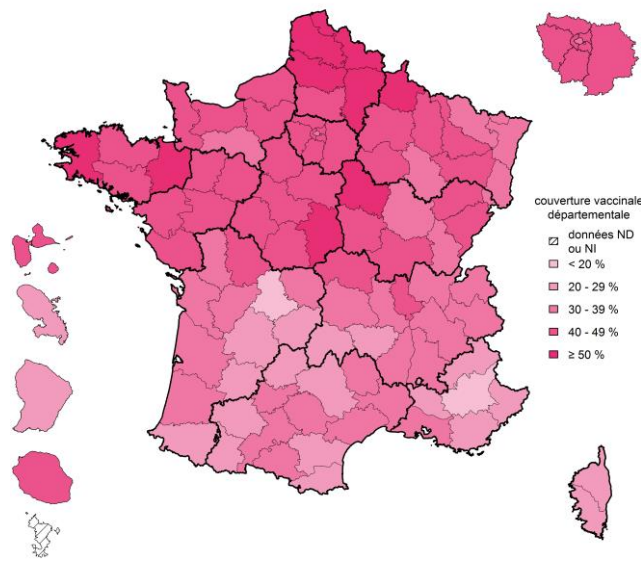 couverture vaccinale
départementale
données ND
ou NI
< 20 %
20 - 29 %
30 - 39 %
40 - 49 %
≥ 50 %